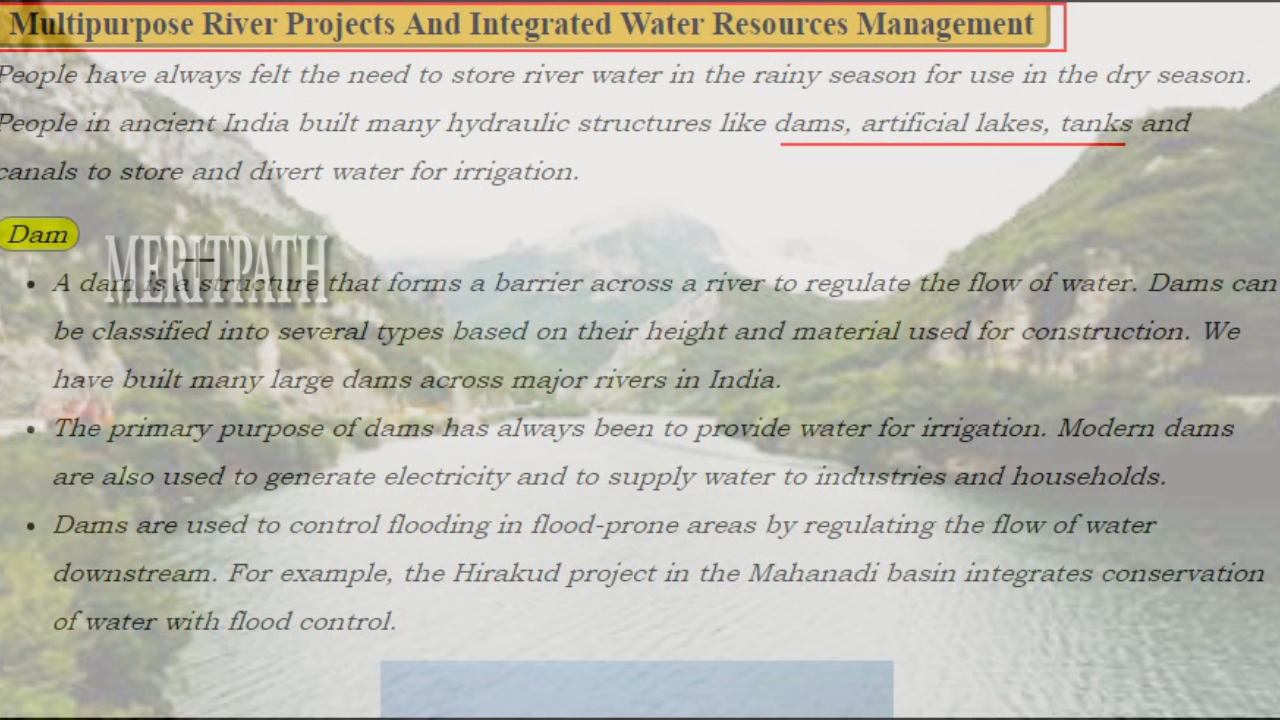 Multipurpose River Projects And Integrated Water Resources Management
People have always felt the need to store river water in the rainy season for use in the dry season.
People in ancient India built many hydraulic structures like dams, artificial lakes, tanks and
canals to store and divert water for irrigation.
Dam
MERITPATH
• A dam is a structure that forms a barrier across a river to regulate the flow of water. Dams can
be classified into several types based on their height and material used for construction. We
have built many large dams across major rivers in India.
• The primary purpose of dams has always been to provide water for irrigation. Modern dams
are also used to generate electricity and to supply water to industries and households.
• Dams are used to control flooding in flood-prone areas by regulating the flow of water
downstream. For example, the Hirakud project in the Mahanadi basin integrates conservation
of water with flood control.